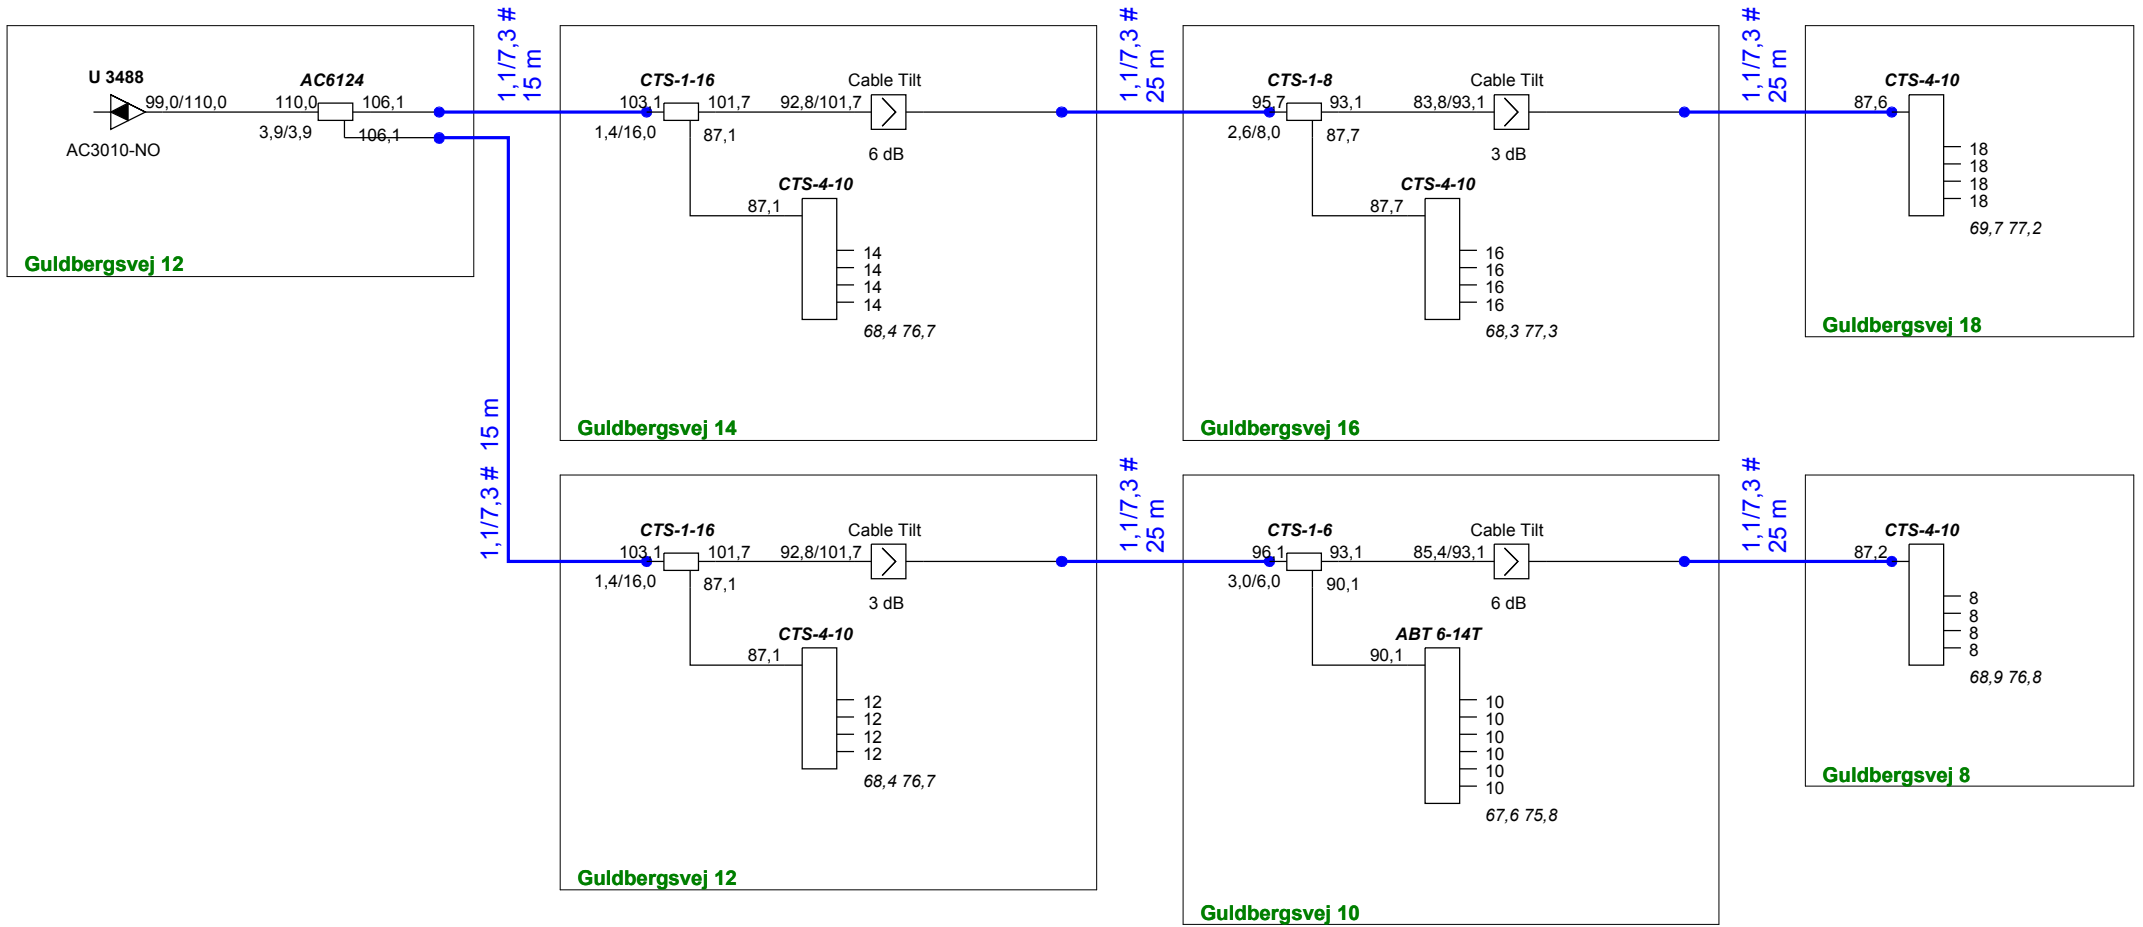 U 3488
99,0/110,0
AC3010-NO
AC6124
110,0
106,1
3,9/3,9
106,1
Guldbergsvej 12
1,1/7,3 #
15 m
CTS-1-16
103,1
101,7
1,4/16,0
87,1
92,8/101,7
Cable Tilt
6 dB
CTS-4-10
87,1
14
14
14
14
68,4 76,7
Guldbergsvej 14
1,1/7,3 #
25 m
CTS-1-8
95,7
93,1
2,6/8,0
87,7
83,8/93,1
Cable Tilt
3 dB
CTS-4-10
87,7
16
16
16
16
68,3 77,3
Guldbergsvej 16
1,1/7,3 #
25 m
CTS-4-10
87,6
18
18
18
18
69,7 77,2
Guldbergsvej 18
1,1/7,3 # 15 m
CTS-1-16
103,1
101,7
1,4/16,0
87,1
92,8/101,7
Cable Tilt
3 dB
CTS-4-10
87,1
12
12
12
12
68,4 76,7
Guldbergsvej 12
1,1/7,3 #
25 m
CTS-1-6
96,1
93,1
3,0/6,0
90,1
85,4/93,1
Cable Tilt
6 dB
ABT 6-14T
90,1
10
10
10
10
10
10
67,6 75,8
Guldbergsvej 10
1,1/7,3 #
25 m
CTS-4-10
87,2
8
8
8
8
68,9 76,8
Guldbergsvej 8